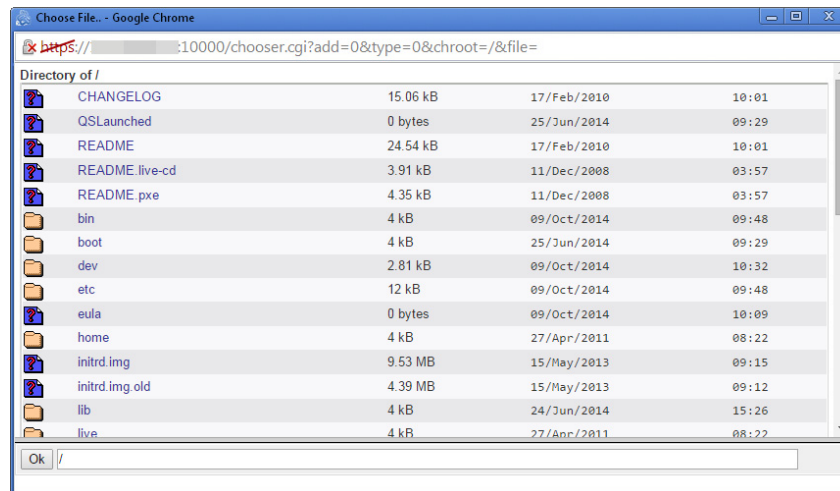 Choose File.. - Google Chrome
https:// :10000/chooser.cgi?add=0&type=0&chroot=/&file=
Directory of /
CHANGELOG 15.06 kB 17/Feb/2010 10:01
QSLaunched 0 bytes 25/Jun/2014 09:29
README 24.54 kB 17/Feb/2010 10:01
README.live-cd 3.91 kB 11/Dec/2008 03:57
README.pxe 4.35 kB 11/Dec/2008 03:57
bin 4 kB 09/Oct/2014 09:48
boot 4 kB 25/Jun/2014 09:29
dev 2.81 kB 09/Oct/2014 10:32
etc 12 kB 09/Oct/2014 09:48
eula 0 bytes 09/Oct/2014 10:09
home 4 kB 27/Apr/2011 08:22
initrd.img 9.53 MB 15/May/2013 09:15
initrd.img.old 4.39 MB 15/May/2013 09:12
lib 4 kB 24/Jun/2014 15:26
live 4 kB 27/Apr/2011 08:22
Ok /